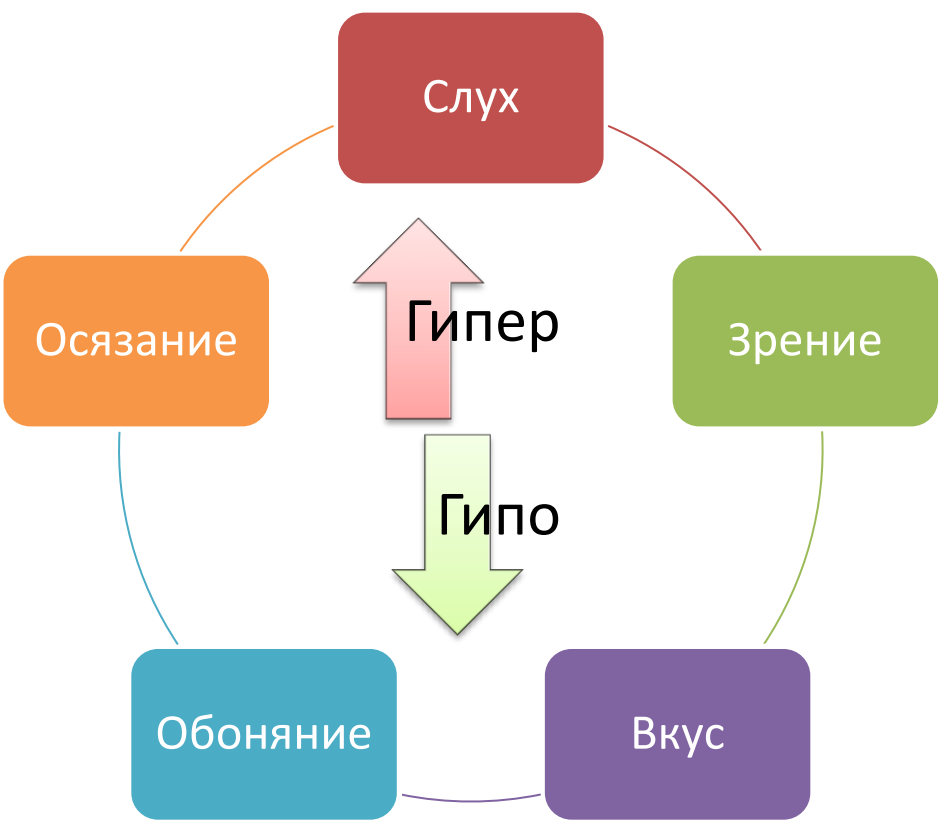 Слух
Осязание
Гипер
Зрение
Гипо
Обоняние
Вкус